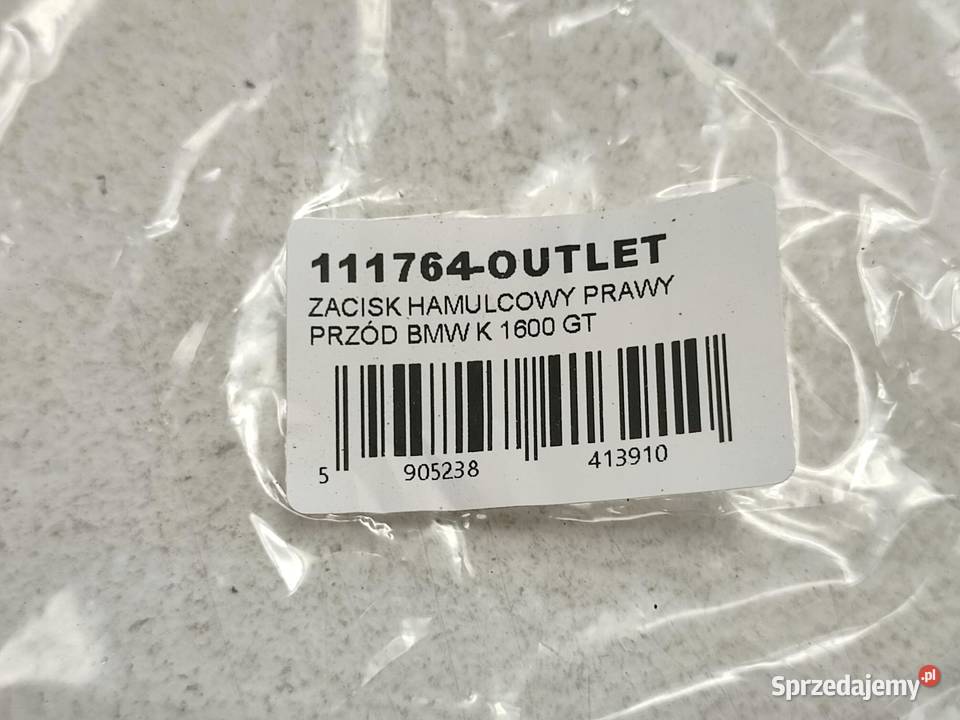 111764-OUTLET
ZACISK HAMULCOWY PRAWY
PRZÓD BMW K 1600 GT
5 905238 413910
Sprzedajemy.pl